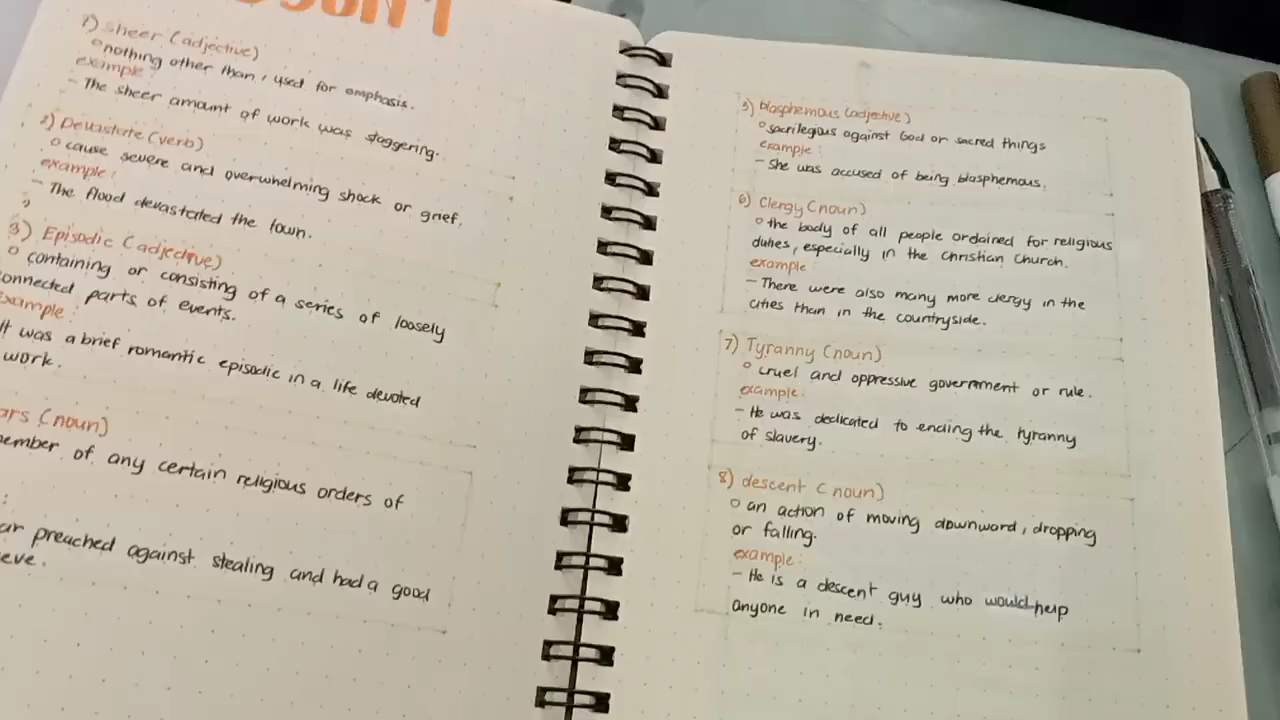 1) sheer (adjective)
nothing other than, used for emphasis.
example:
- The sheer amount of work was staggering.
2) Devastate (verb)
cause severe and overwhelming shock or grief.
example:
- The flood devastated the town.
3) Episodic (adjective)
containing or consisting of a series of loosely
connected parts of events.
example:
It was a brief romantic episodic in a life devoted
work.
(noun)
of any certain religious orders of
:
preached against stealing and had a good
5) blasphemous (adjective)
sacrilegious against God or sacred things
example:
- She was accused of being blasphemous.
6) Clergy (noun)
the body of all people ordained for religious
duties, especially in the Christian Church.
example:
- There were also many more clergy in the
cities than in the countryside.
7) Tyranny (noun)
cruel and oppressive government or rule.
example:
- He was dedicated to ending the tyranny
of slavery.
8) descent (noun)
an action of moving downward, dropping
or falling.
example:
- He is a descent guy who would help
anyone in need.